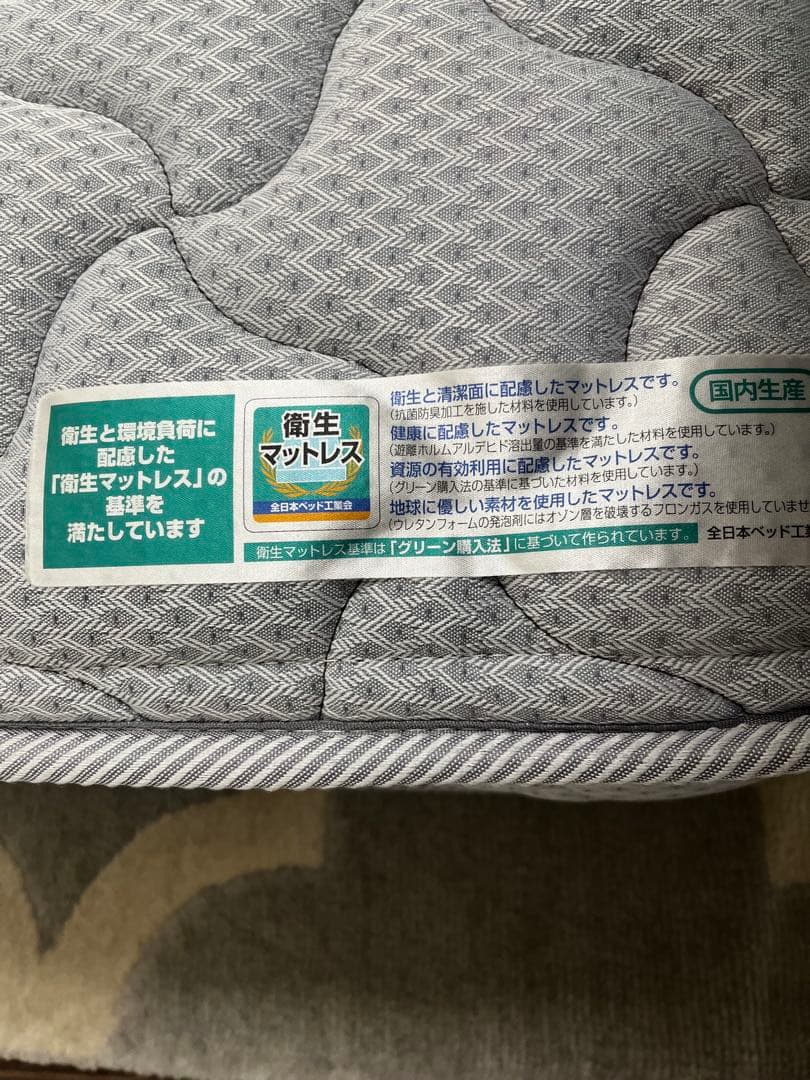 衛生と環境負荷に
配慮した
「衛生マットレス」の
基準を
満たしています
衛生
マットレス
全日本ベッド工業会
衛生と清潔面に配慮したマットレスです。
(抗菌防臭加工を施した材料を使用しています。)
健康に配慮したマットレスです。
(遊離ホルムアルデヒド溶出量の基準を満たした材料を使用しています。)
資源の有効利用に配慮したマットレスです。
(グリーン購入法の基準に基づいた材料を使用しています。)
地球に優しい素材を使用したマットレスです。
(ウレタンフォームの発泡剤にはオゾン層を破壊するフロンガスを使用していませ
衛生マットレス基準は「グリーン購入法」に基づいて作られています。
全日本ベッド工業
国内生産